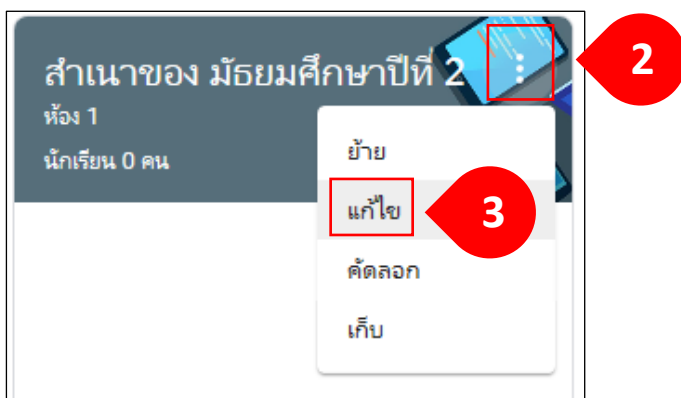 สำเนาของ มัธยมศึกษาปีที่ 2
2
ห้อง 1
นักเรียน 0 คน
ย้าย
แก้ไข
3
คัดลอก
เก็บ